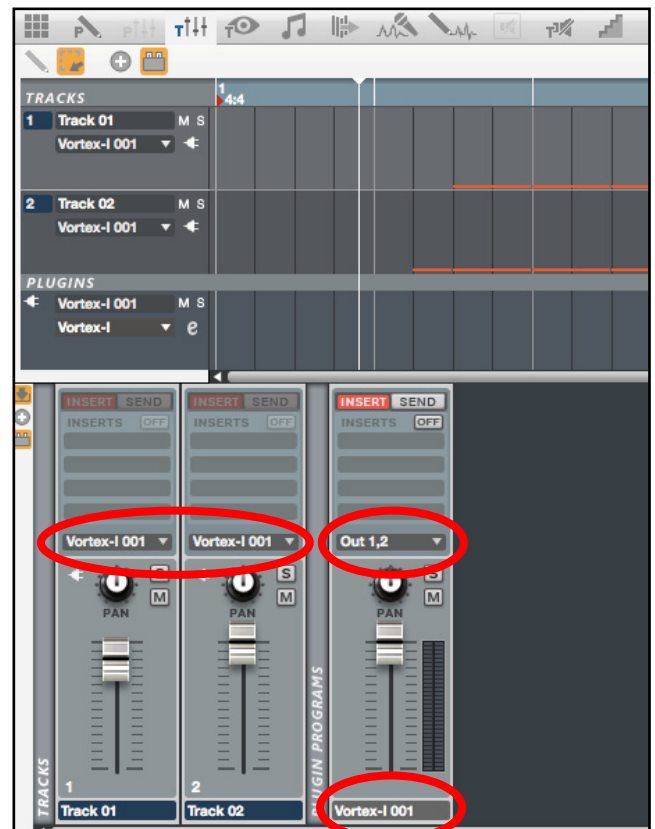 P P T T T
TRACKS 1
4:4
1 Track 01 M S
Vortex-I 001
2 Track 02 M S
Vortex-I 001
PLUGINS
Vortex-I 001 M S
Vortex-I e
INSERT SEND INSERT SEND INSERT SEND
INSERTS OFF INSERTS OFF INSERTS OFF
Vortex-I 001 Vortex-I 001 Out 1,2
S S S
M M M
PAN PAN PAN
TRACKS
PLUGIN PROGRAMS
1 2
Track 01 Track 02 Vortex-I 001